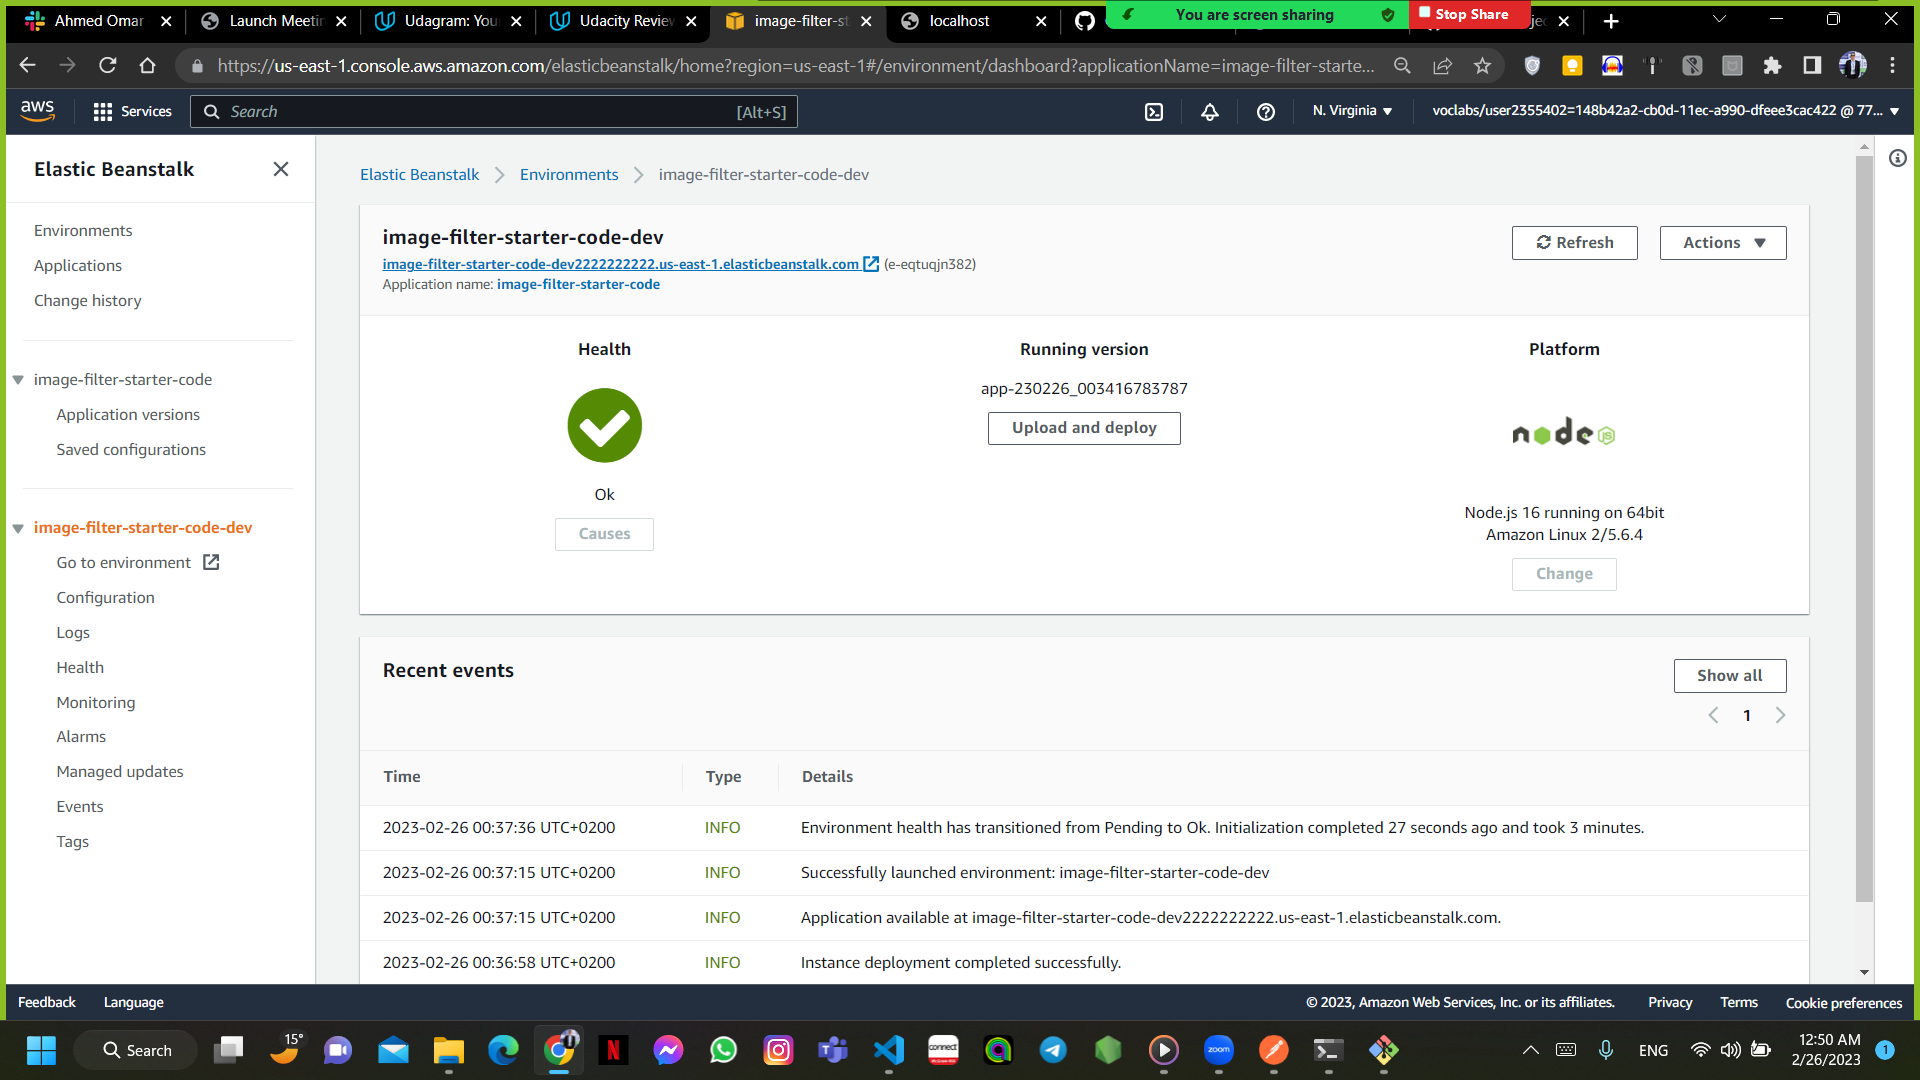 Ahmed Omar
Launch Meetin
Udagram: Your
Udacity Review
image-filter-st
localhost
You are screen sharing
Stop Share
https://us-east-1.console.aws.amazon.com/elasticbeanstalk/home?region=us-east-1#/environment/dashboard?applicationName=image-filter-starte...
aws
Services
Search
[Alt+S]
N. Virginia
voclabs/user2355402=148b42a2-cb0d-11ec-a990-dfeee3cac422 @ 77...
Elastic Beanstalk
Environments
Applications
Change history
image-filter-starter-code
Application versions
Saved configurations
image-filter-starter-code-dev
Go to environment
Configuration
Logs
Health
Monitoring
Alarms
Managed updates
Events
Tags
Elastic Beanstalk
Environments
image-filter-starter-code-dev
image-filter-starter-code-dev
image-filter-starter-code-dev2222222222.us-east-1.elasticbeanstalk.com (e-eqtuqjn382)
Application name: image-filter-starter-code
Refresh
Actions
Health
Ok
Causes
Running version
app-230226_003416783787
Upload and deploy
Platform
node JS
Node.js 16 running on 64bit
Amazon Linux 2/5.6.4
Change
Recent events
Show all
1
Time Type Details
2023-02-26 00:37:36 UTC+0200 INFO Environment health has transitioned from Pending to Ok. Initialization completed 27 seconds ago and took 3 minutes.
2023-02-26 00:37:15 UTC+0200 INFO Successfully launched environment: image-filter-starter-code-dev
2023-02-26 00:37:15 UTC+0200 INFO Application available at image-filter-starter-code-dev2222222222.us-east-1.elasticbeanstalk.com.
2023-02-26 00:36:58 UTC+0200 INFO Instance deployment completed successfully.
Feedback
Language
© 2023, Amazon Web Services, Inc. or its affiliates.
Privacy
Terms
Cookie preferences
Search
15°
N
connect
zoom
ENG
12:50 AM
2/26/2023
1